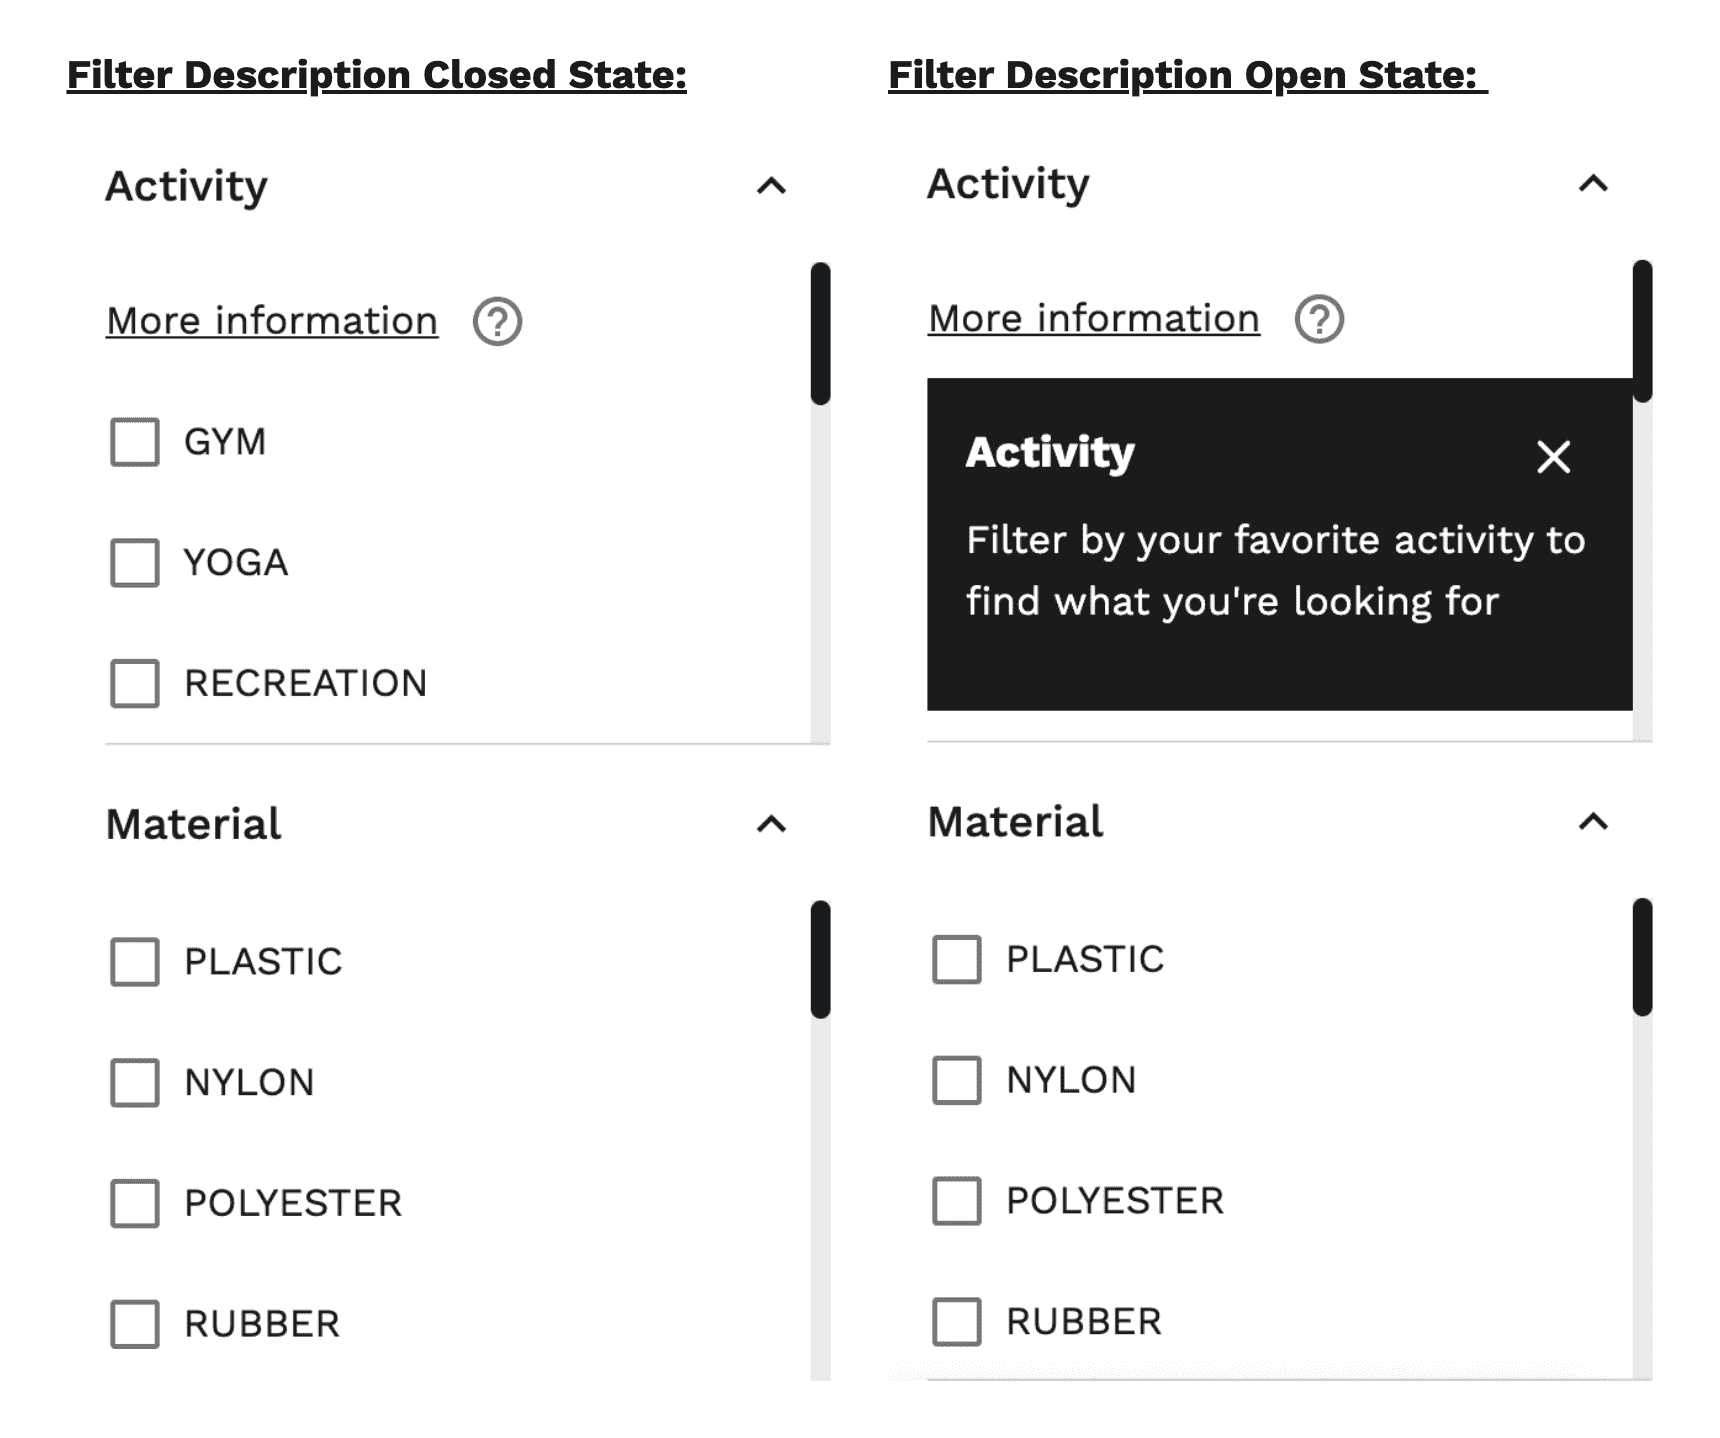 Filter Description Closed State:
Activity
More information ?
GYM
YOGA
RECREATION
Material
PLASTIC
NYLON
POLYESTER
RUBBER
Filter Description Open State:
Activity
More information ?
Activity
Filter by your favorite activity to
find what you're looking for
Material
PLASTIC
NYLON
POLYESTER
RUBBER